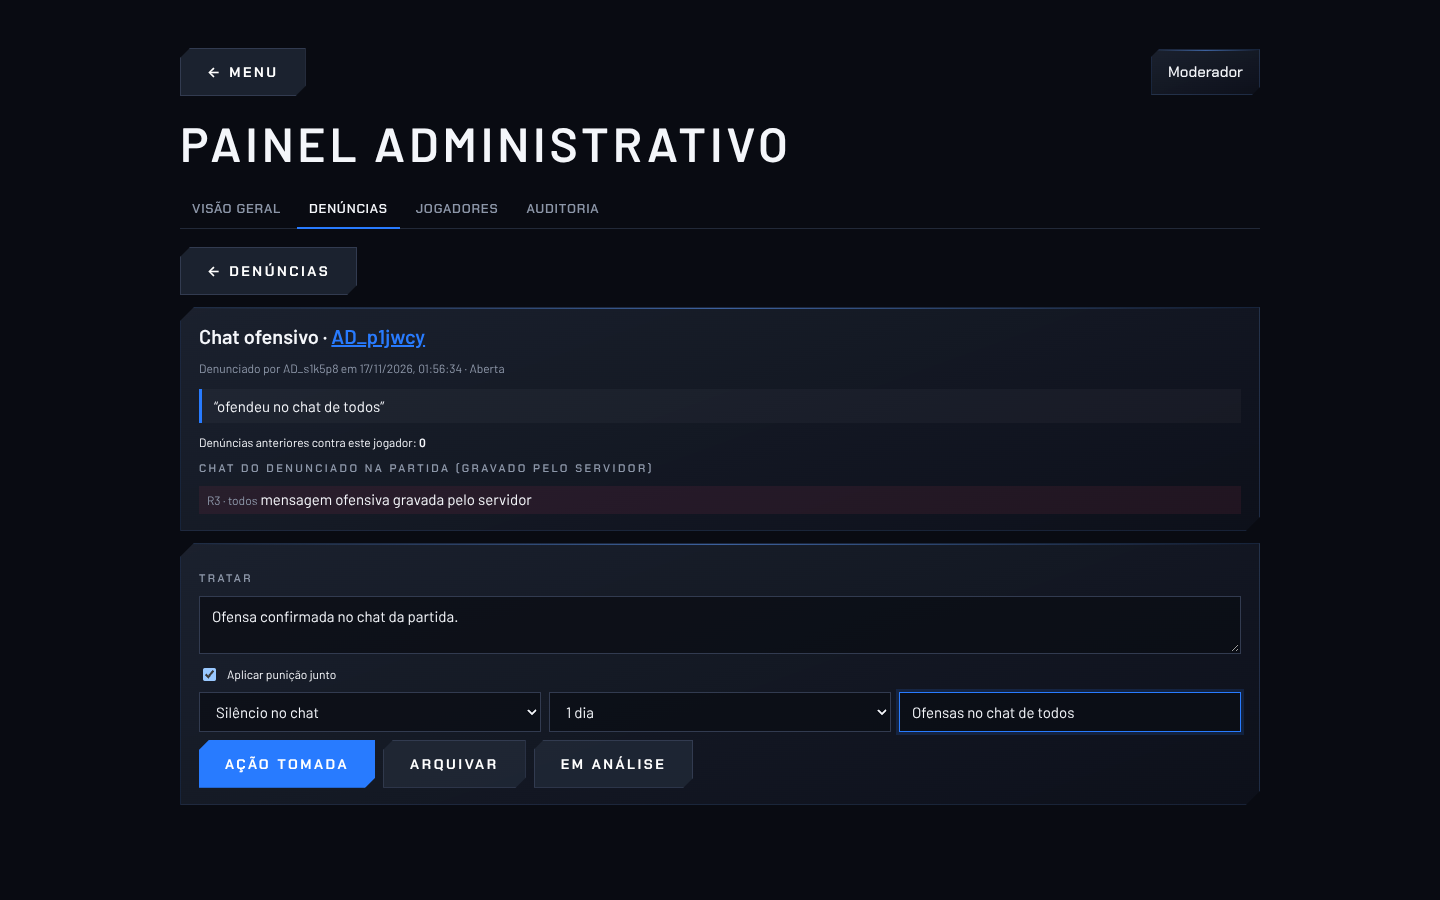 ← MENU
Moderador
PAINEL ADMINISTRATIVO
VISÃO GERAL DENÚNCIAS JOGADORES AUDITORIA
← DENÚNCIAS
Chat ofensivo · AD_p1jwcy
Denunciado por AD_s1k5p8 em 17/11/2026, 01:56:34 · Aberta
“ofendeu no chat de todos”
Denúncias anteriores contra este jogador: 0
CHAT DO DENUNCIADO NA PARTIDA (GRAVADO PELO SERVIDOR)
R3 · todos mensagem ofensiva gravada pelo servidor
TRATAR
Ofensa confirmada no chat da partida.
Aplicar punição junto
Silêncio no chat 1 dia Ofensas no chat de todos
AÇÃO TOMADA ARQUIVAR EM ANÁLISE